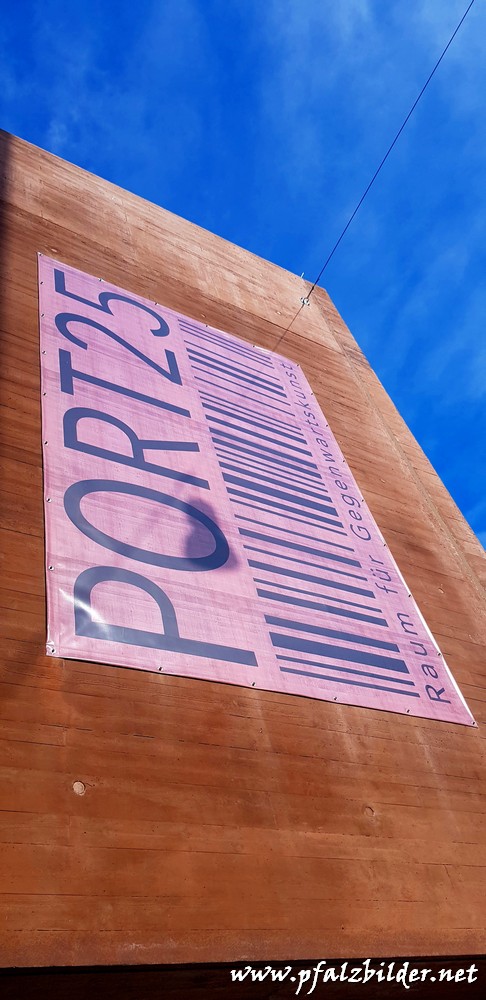 PORT25
Raum für Gegenwartskunst
www.pfalzbilder.net